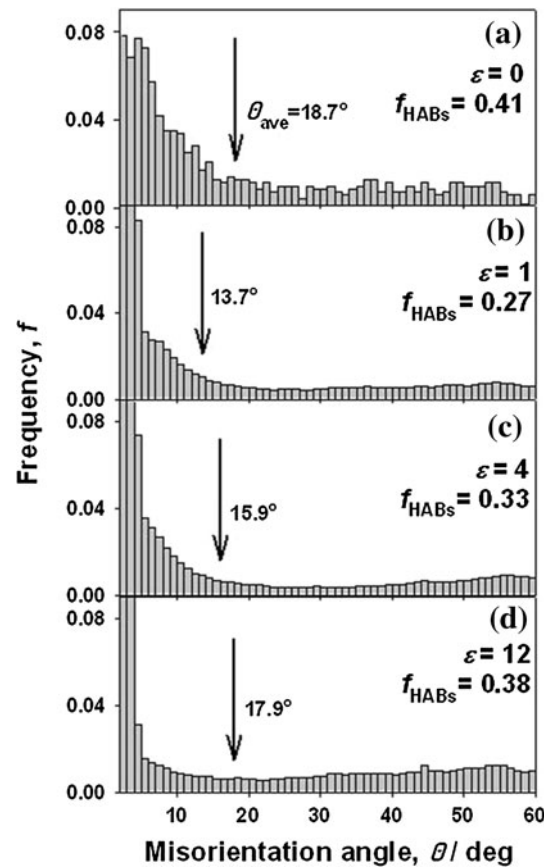 (a)
0.08
ε = 0
θave=18.7°
fHABs = 0.41
0.04
0.00
(b)
0.08
ε = 1
13.7°
fHABs = 0.27
0.04
0.00
(c)
0.08
ε = 4
15.9°
fHABs = 0.33
0.04
0.00
(d)
0.08
ε = 12
17.9°
fHABs = 0.38
0.04
0.00
10 20 30 40 50 60
Misorientation angle, θ/ deg
Frequency, f